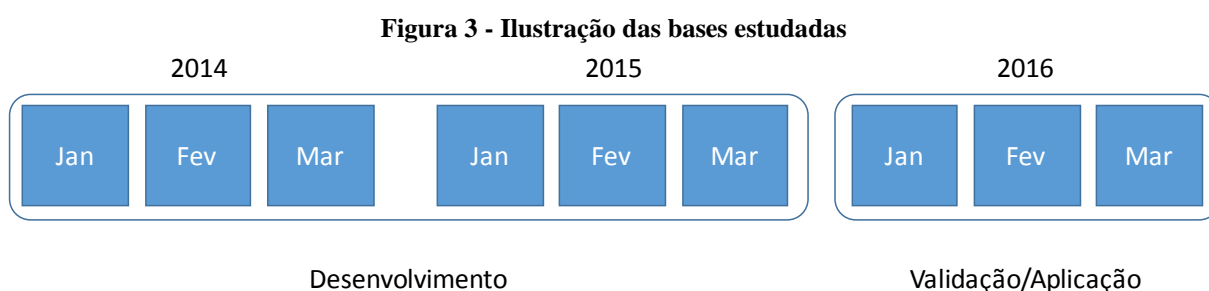 Figura 3 - Ilustração das bases estudadas
2014 2015 2016
Jan Fev Mar Jan Fev Mar Jan Fev Mar
Desenvolvimento Validação/Aplicação